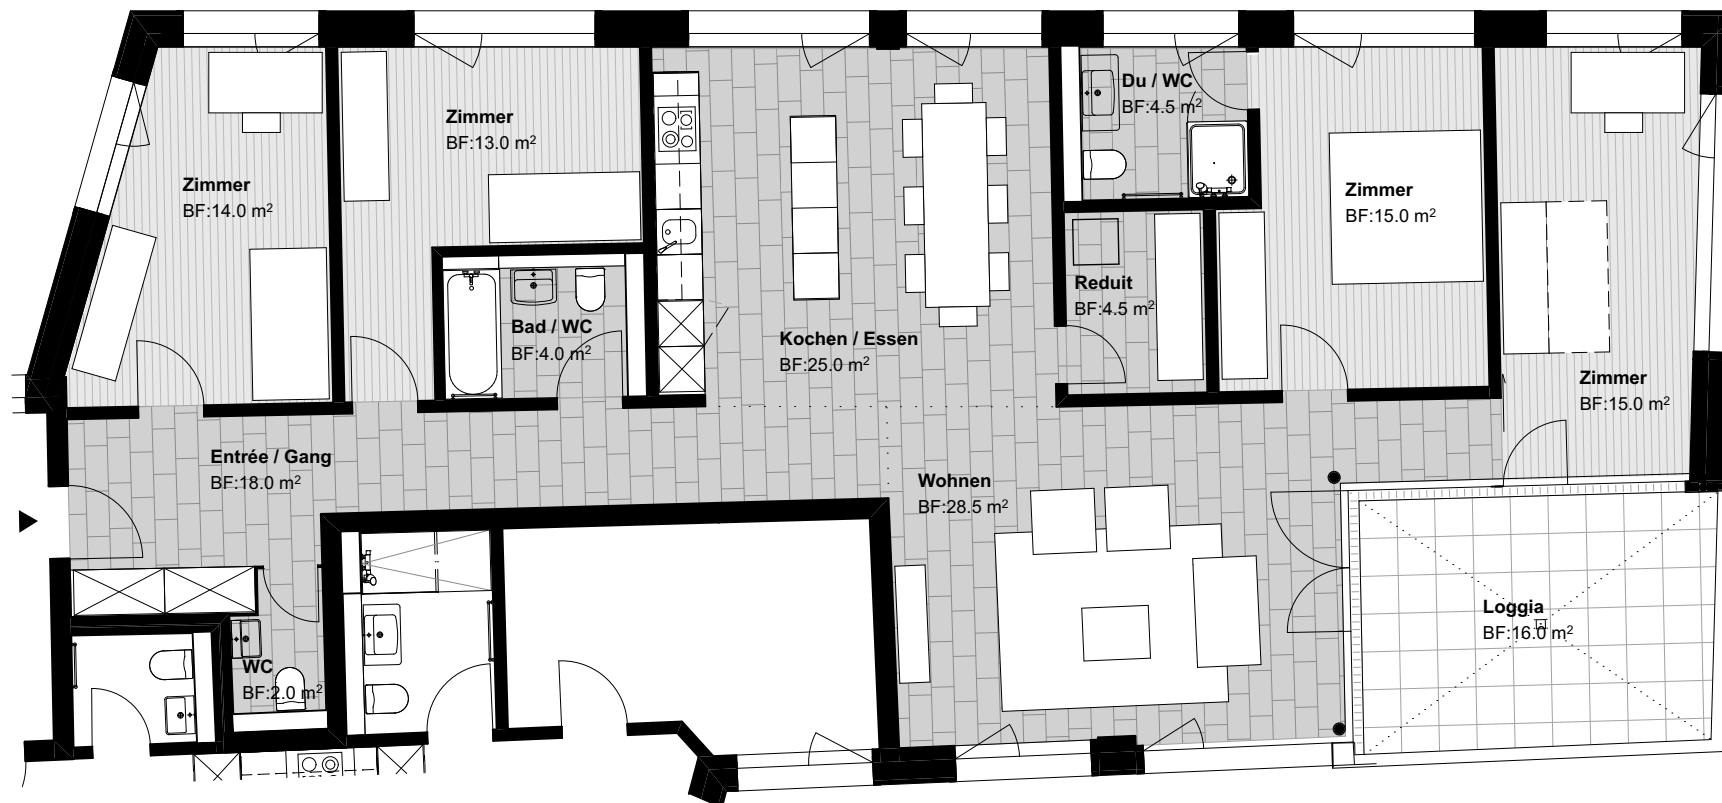 Zimmer
BF:14.0 m²
Zimmer
BF:13.0 m²
Bad / WC
BF:4.0 m²
Kochen / Essen
BF:25.0 m²
Du / WC
BF:4.5 m²
Reduit
BF:4.5 m²
Zimmer
BF:15.0 m²
Zimmer
BF:15.0 m²
Entrée / Gang
BF:18.0 m²
Wohnen
BF:28.5 m²
Loggia
BF:16.0 m²
WC
BF:2.0 m²